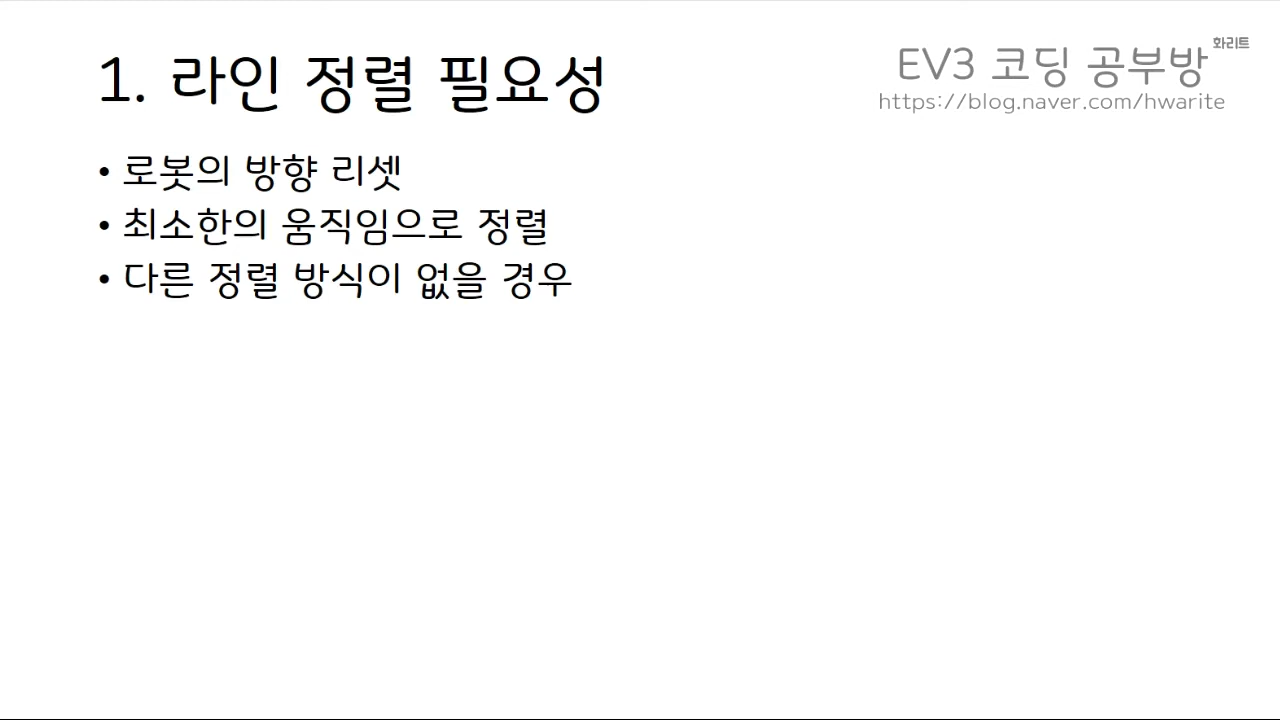 1. 라인 정렬 필요성
EV3 코딩 공부방 화리트
https://blog.naver.com/hwarite
• 로봇의 방향 리셋
• 최소한의 움직임으로 정렬
• 다른 정렬 방식이 없을 경우